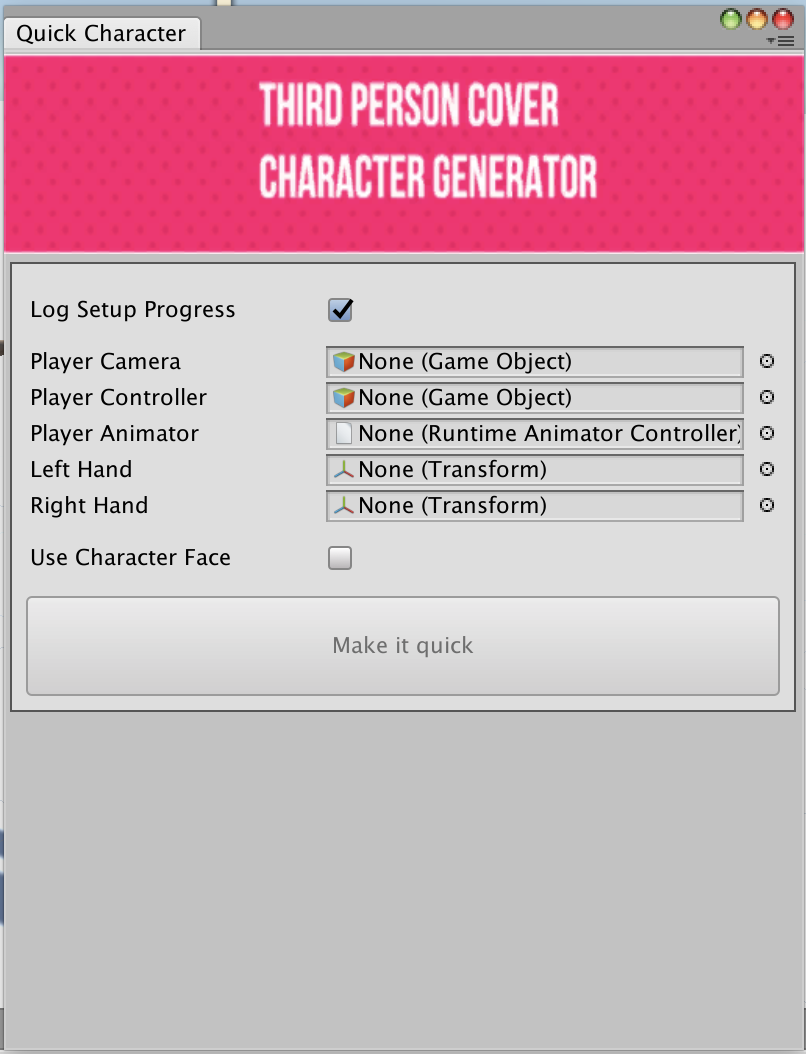 Quick Character
THIRD PERSON COVER
CHARACTER GENERATOR
Log Setup Progress
Player Camera None (Game Object)
Player Controller None (Game Object)
Player Animator None (Runtime Animator Controller)
Left Hand None (Transform)
Right Hand None (Transform)
Use Character Face
Make it quick